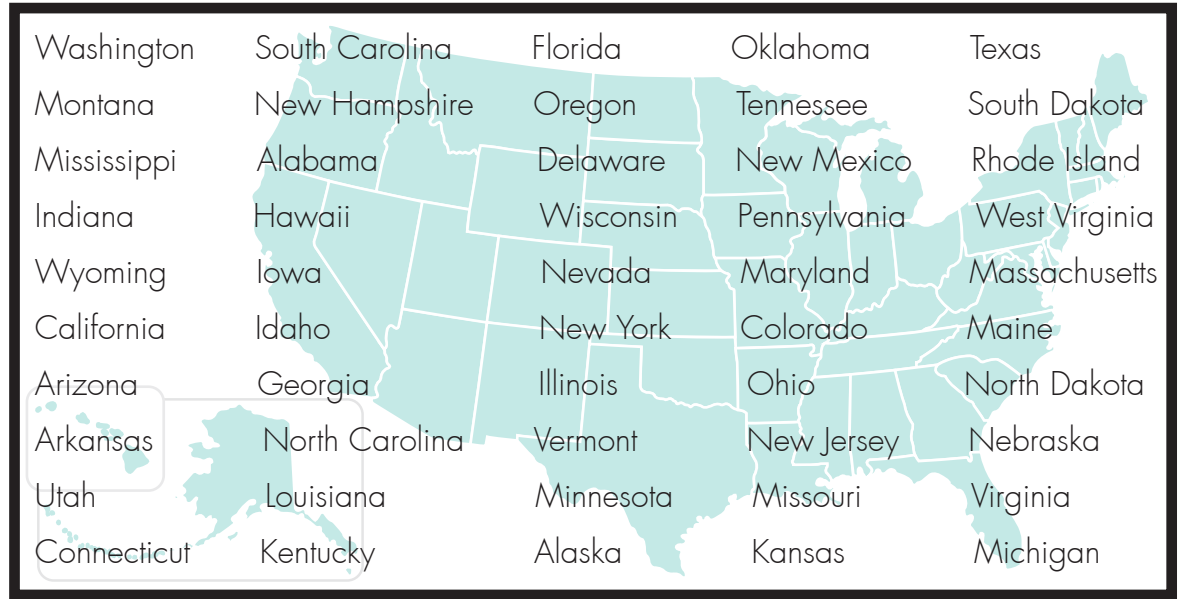 Washington South Carolina Florida Oklahoma Texas
Montana New Hampshire Oregon Tennessee South Dakota
Mississippi Alabama Delaware New Mexico Rhode Island
Indiana Hawaii Wisconsin Pennsylvania West Virginia
Wyoming Iowa Nevada Maryland Massachusetts
California Idaho New York Colorado Maine
Arizona Georgia Illinois Ohio North Dakota
Arkansas North Carolina Vermont New Jersey Nebraska
Utah Louisiana Minnesota Missouri Virginia
Connecticut Kentucky Alaska Kansas Michigan